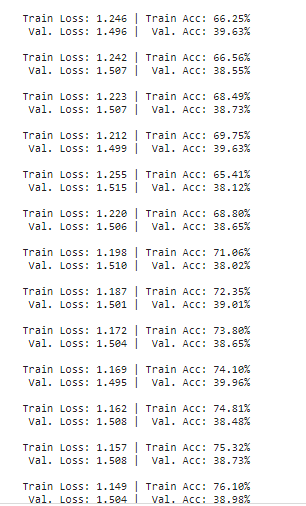 Train Loss: 1.246 | Train Acc: 66.25%
Val. Loss: 1.496 | Val. Acc: 39.63%
Train Loss: 1.242 | Train Acc: 66.56%
Val. Loss: 1.507 | Val. Acc: 38.55%
Train Loss: 1.223 | Train Acc: 68.49%
Val. Loss: 1.507 | Val. Acc: 38.73%
Train Loss: 1.212 | Train Acc: 69.75%
Val. Loss: 1.499 | Val. Acc: 39.63%
Train Loss: 1.255 | Train Acc: 65.41%
Val. Loss: 1.515 | Val. Acc: 38.12%
Train Loss: 1.220 | Train Acc: 68.80%
Val. Loss: 1.506 | Val. Acc: 38.65%
Train Loss: 1.198 | Train Acc: 71.06%
Val. Loss: 1.510 | Val. Acc: 38.02%
Train Loss: 1.187 | Train Acc: 72.35%
Val. Loss: 1.501 | Val. Acc: 39.01%
Train Loss: 1.172 | Train Acc: 73.80%
Val. Loss: 1.504 | Val. Acc: 38.65%
Train Loss: 1.169 | Train Acc: 74.10%
Val. Loss: 1.495 | Val. Acc: 39.96%
Train Loss: 1.162 | Train Acc: 74.81%
Val. Loss: 1.508 | Val. Acc: 38.48%
Train Loss: 1.157 | Train Acc: 75.32%
Val. Loss: 1.508 | Val. Acc: 38.73%
Train Loss: 1.149 | Train Acc: 76.10%
Val. Loss: 1.504 | Val. Acc: 38.98%